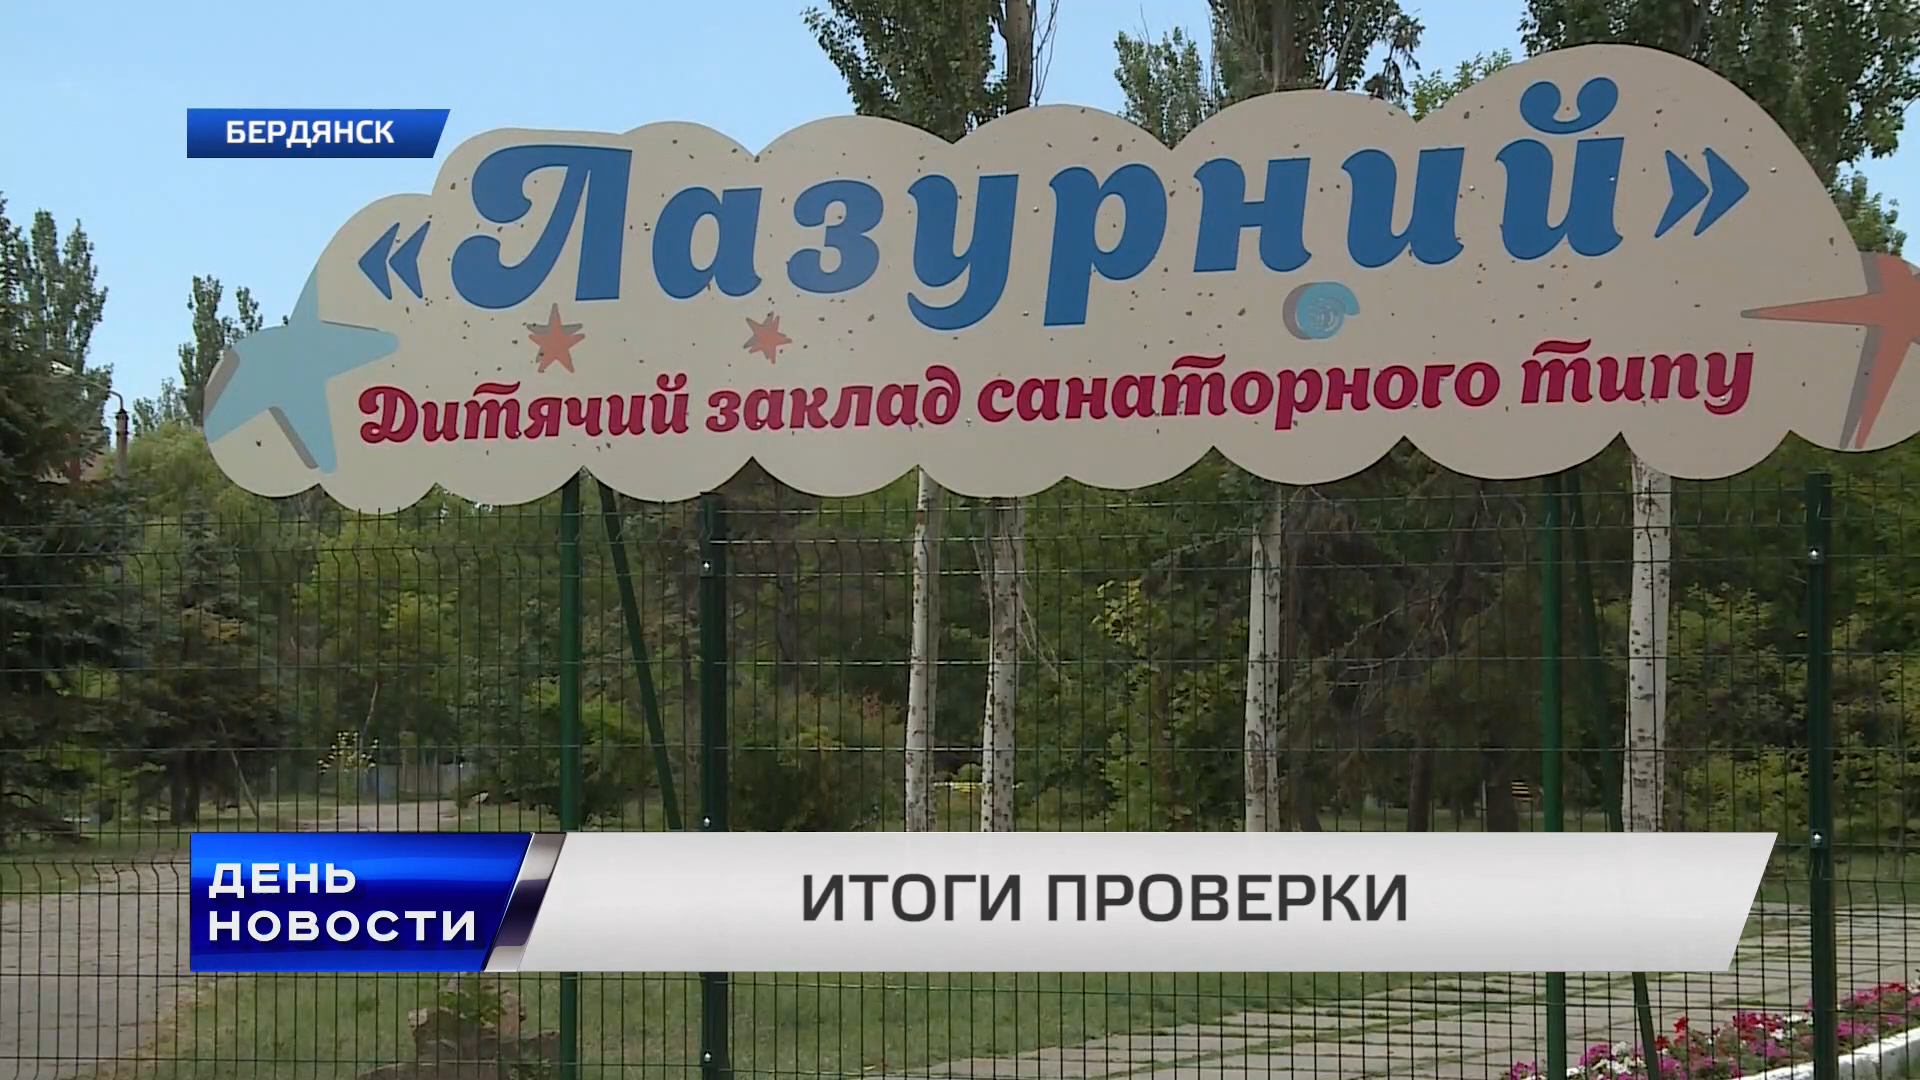 БЕРДЯНСК
«Лазурний»
Дитячий заклад санаторного типу
ДЕНЬ
НОВОСТИ
ИТОГИ ПРОВЕРКИ